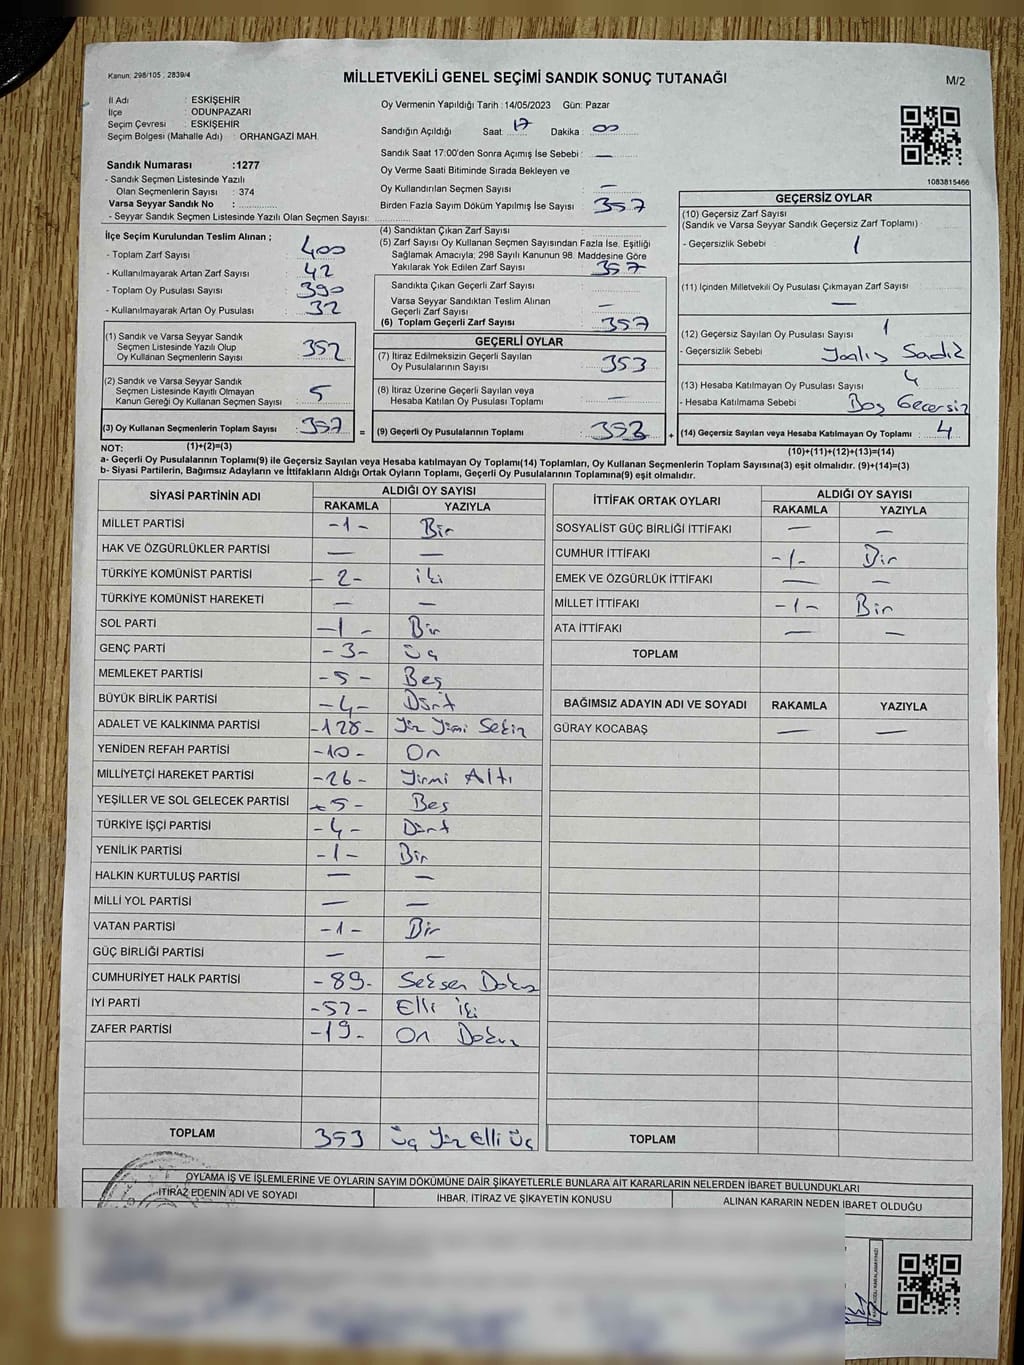 Kanun: 298/105 , 2839/4
MİLLETVEKİLİ GENEL SEÇİMİ SANDIK SONUÇ TUTANAĞI
M/2
İl Adı : ESKİŞEHİR
İlçe : ODUNPAZARI
Seçim Çevresi : ESKİŞEHİR
Seçim Bölgesi (Mahalle Adı) : ORHANGAZİ MAH.
Oy Vermenin Yapıldığı Tarih : 14/05/2023 Gün: Pazar
Sandığın Açıldığı Saat 17 Dakika : 00
Sandık Saat 17:00'den Sonra Açımış İse Sebebi : —
Oy Verme Saati Bitiminde Sırada Bekleyen ve
Oy Kullandırılan Seçmen Sayısı : —
Birden Fazla Sayım Döküm Yapılmış İse Sayısı : 357
1083815466
Sandık Numarası :1277
- Sandık Seçmen Listesinde Yazılı
Olan Seçmenlerin Sayısı : 374
Varsa Seyyar Sandık No :
- Seyyar Sandık Seçmen Listesinde Yazılı Olan Seçmen Sayısı:
İlçe Seçim Kurulundan Teslim Alınan ;
- Toplam Zarf Sayısı : 400
- Kullanılmayarak Artan Zarf Sayısı : 42
- Toplam Oy Pusulası Sayısı : 390
- Kullanılmayarak Artan Oy Pusulası : 32
(1) Sandık ve Varsa Seyyar Sandık
Seçmen Listesinde Yazılı Olup
Oy Kullanan Seçmenlerin Sayısı : 352
(2) Sandık ve Varsa Seyyar Sandık
Seçmen Listesinde Kayıtlı Olmayan
Kanun Gereği Oy Kullanan Seçmen Sayısı : 5
(3) Oy Kullanan Seçmenlerin Toplam Sayısı : 357 =
(1)+(2)=(3)
(4) Sandıktan Çıkan Zarf Sayısı :
(5) Zarf Sayısı Oy Kullanan Seçmen Sayısından Fazla İse, Eşitliği
Sağlamak Amacıyla; 298 Sayılı Kanunun 98. Maddesine Göre
Yakılarak Yok Edilen Zarf Sayısı : 357
Sandıkta Çıkan Geçerli Zarf Sayısı :
Varsa Seyyar Sandıktan Teslim Alınan
Geçerli Zarf Sayısı : —
(6) Toplam Geçerli Zarf Sayısı : 357
GEÇERLİ OYLAR
(7) İtiraz Edilmeksizin Geçerli Sayılan
Oy Pusulalarının Sayısı : 353
(8) İtiraz Üzerine Geçerli Sayılan veya
Hesaba Katılan Oy Pusulası Toplamı : —
(9) Geçerli Oy Pusulalarının Toplamı : 353 +
GEÇERSİZ OYLAR
(10) Geçersiz Zarf Sayısı
(Sandık ve Varsa Seyyar Sandık Geçersiz Zarf Toplamı) :
- Geçersizlik Sebebi : 1
(11) İçinden Milletvekili Oy Pusulası Çıkmayan Zarf Sayısı :
—
(12) Geçersiz Sayılan Oy Pusulası Sayısı : 1
- Geçersizlik Sebebi : Yanlış Sandık
(13) Hesaba Katılmayan Oy Pusulası Sayısı : 4
- Hesaba Katılmama Sebebi : Boş Geçersiz
(14) Geçersiz Sayılan veya Hesaba Katılmayan Oy Toplamı : 4
(10)+(11)+(12)+(13)=(14)
NOT:
a- Geçerli Oy Pusulalarının Toplamı(9) ile Geçersiz Sayılan veya Hesaba katılmayan Oy Toplamı(14) Toplamları, Oy Kullanan Seçmenlerin Toplam Sayısına(3) eşit olmalıdır. (9)+(14)=(3)
b- Siyasi Partilerin, Bağımsız Adayların ve İttifakların Aldığı Ortak Oyların Toplamı, Geçerli Oy Pusulalarının Toplamına(9) eşit olmalıdır.
SİYASİ PARTİNİN ADI ALDIĞI OY SAYISI
RAKAMLA YAZIYLA
MİLLET PARTİSİ -1- Bir
HAK VE ÖZGÜRLÜKLER PARTİSİ — —
TÜRKİYE KOMÜNİST PARTİSİ -2- iki
TÜRKİYE KOMÜNİST HAREKETİ — —
SOL PARTİ -1- Bir
GENÇ PARTİ -3- üç
MEMLEKET PARTİSİ -5- Beş
BÜYÜK BİRLİK PARTİSİ -4- Dört
ADALET VE KALKINMA PARTİSİ -128- Yüz Yirmi Sekiz
YENİDEN REFAH PARTİSİ -10- On
MİLLİYETÇİ HAREKET PARTİSİ -26- Yirmi Altı
YEŞİLLER VE SOL GELECEK PARTİSİ -5- Beş
TÜRKİYE İŞÇİ PARTİSİ -4- Dört
YENİLİK PARTİSİ -1- Bir
HALKIN KURTULUŞ PARTİSİ — —
MİLLİ YOL PARTİSİ — —
VATAN PARTİSİ -1- Bir
GÜÇ BİRLİĞİ PARTİSİ — —
CUMHURİYET HALK PARTİSİ -89- Seksen Dokuz
İYİ PARTİ -52- Elli iki
ZAFER PARTİSİ -19- On Dokuz
TOPLAM 353 üç Yüz Elli üç
İTTİFAK ORTAK OYLARI ALDIĞI OY SAYISI
RAKAMLA YAZIYLA
SOSYALİST GÜÇ BİRLİĞİ İTTİFAKI — —
CUMHUR İTTİFAKI -1- Bir
EMEK VE ÖZGÜRLÜK İTTİFAKI — —
MİLLET İTTİFAKI -1- Bir
ATA İTTİFAKI — —
TOPLAM
BAĞIMSIZ ADAYIN ADI VE SOYADI RAKAMLA YAZIYLA
GÜRAY KOCABAŞ — —
TOPLAM
OYLAMA İŞ VE İŞLEMLERİNE VE OYLARIN SAYIM DÖKÜMÜNE DAİR ŞİKAYETLERLE BUNLARA AİT KARARLARIN NELERDEN İBARET BULUNDUKLARI
İTİRAZ EDENİN ADI VE SOYADI İHBAR, İTİRAZ VE ŞİKAYETİN KONUSU ALINAN KARARIN NEDEN İBARET OLDUĞU